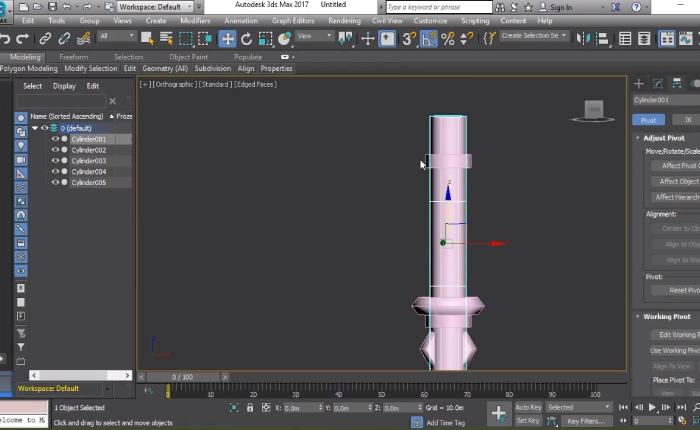 Workspace: Default
Autodesk 3ds Max 2017
Untitled
Type a keyword or phrase
Sign In
MAX
Edit
Tools
Group
Views
Create
Modifiers
Animation
Graph Editors
Rendering
Civil View
Customize
Scripting
Content
Help
All
View
Create Selection Se
Modeling
Freeform
Selection
Object Paint
Populate
Polygon Modeling
Modify Selection
Edit
Geometry (All)
Subdivision
Align
Properties
Select
Display
Edit
Name (Sorted Ascending)
Froze
0 (default)
Cylinder001
Cylinder002
Cylinder003
Cylinder004
Cylinder005
[+] [Orthographic] [Standard] [Edged Faces]
Cylinder001
Pivot
IK
Adjust Pivot
Move/Rotate/Scale
Affect Pivot O
Affect Object
Affect Hierarch
Alignment:
Center to Ob
Align to Obje
Align to Wo
Pivot:
Reset Pivo
Working Pivot
Edit Working P
Use Working Pivo
Align To View
Place Pivot To:
0 / 100
Workspace: Default
0
10
20
30
40
50
60
70
80
90
100
1 Object Selected
X: 0.0m
Y: 0.0m
Z: 0.0m
Grid = 10.0m
Auto Key
Selected
elcome to M
Click and drag to select and move objects
Add Time Tag
Set Key
Key Filters...
0